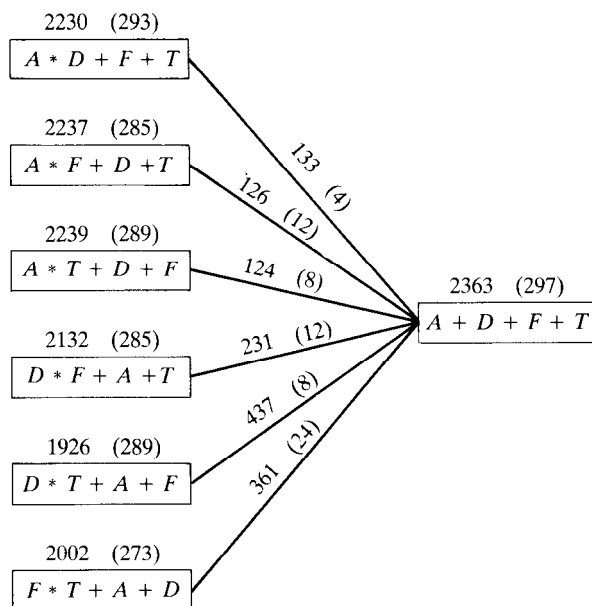 2230 (293)
A * D + F + T
133 (4)
2237 (285)
A * F + D + T
126 (12)
2239 (289)
A * T + D + F
124 (8)
2363 (297)
A + D + F + T
2132 (285)
D * F + A + T
231 (12)
1926 (289)
D * T + A + F
437 (8)
2002 (273)
F * T + A + D
361 (24)